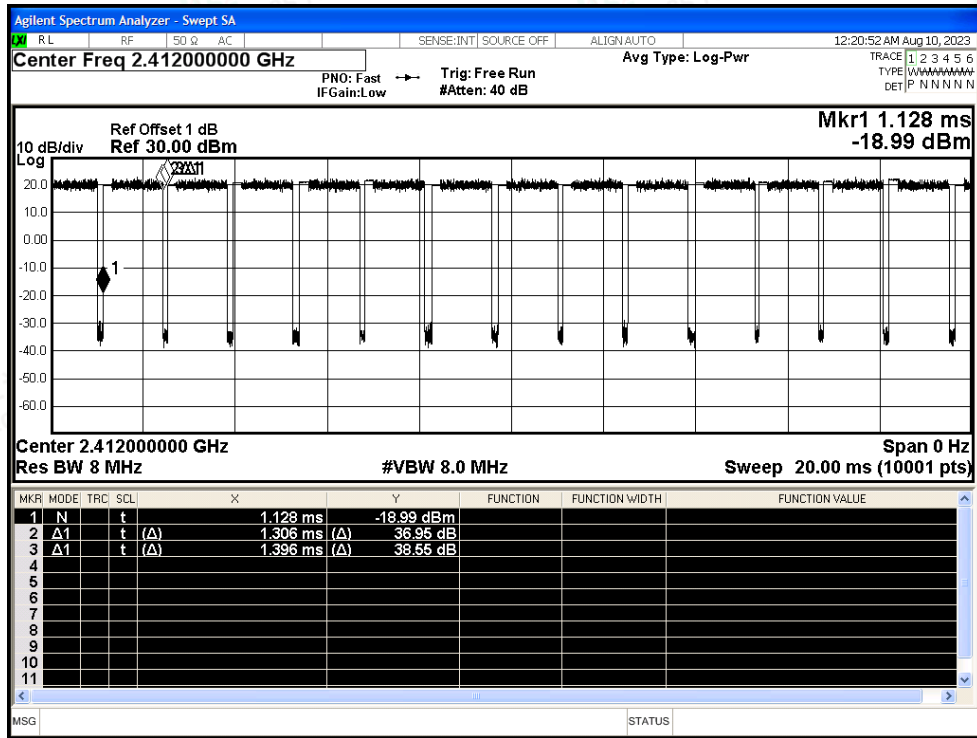 Agilent Spectrum Analyzer - Swept SA
LXI RL RF 50 Ω AC SENSE:INT SOURCE OFF ALIGN AUTO 12:20:52 AM Aug 10, 2023
Center Freq 2.412000000 GHz Avg Type: Log-Pwr TRACE 1 2 3 4 5 6
PNO: Fast Trig: Free Run TYPE
IFGain:Low #Atten: 40 dB DET P N N N N N
Mkr1 1.128 ms
-18.99 dBm
Ref Offset 1 dB
10 dB/div Ref 30.00 dBm
Log
20.0
10.0
0.00
-10.0
1
-20.0
-30.0
-40.0
-50.0
-60.0
Center 2.412000000 GHz Span 0 Hz
Res BW 8 MHz #VBW 8.0 MHz Sweep 20.00 ms (10001 pts)
MKR MODE TRC SCL X Y FUNCTION FUNCTION WIDTH FUNCTION VALUE
1 N t 1.128 ms -18.99 dBm
2 Δ1 t (Δ) 1.306 ms (Δ) 36.95 dB
3 Δ1 t (Δ) 1.396 ms (Δ) 38.55 dB
4
5
6
7
8
9
10
11
MSG STATUS